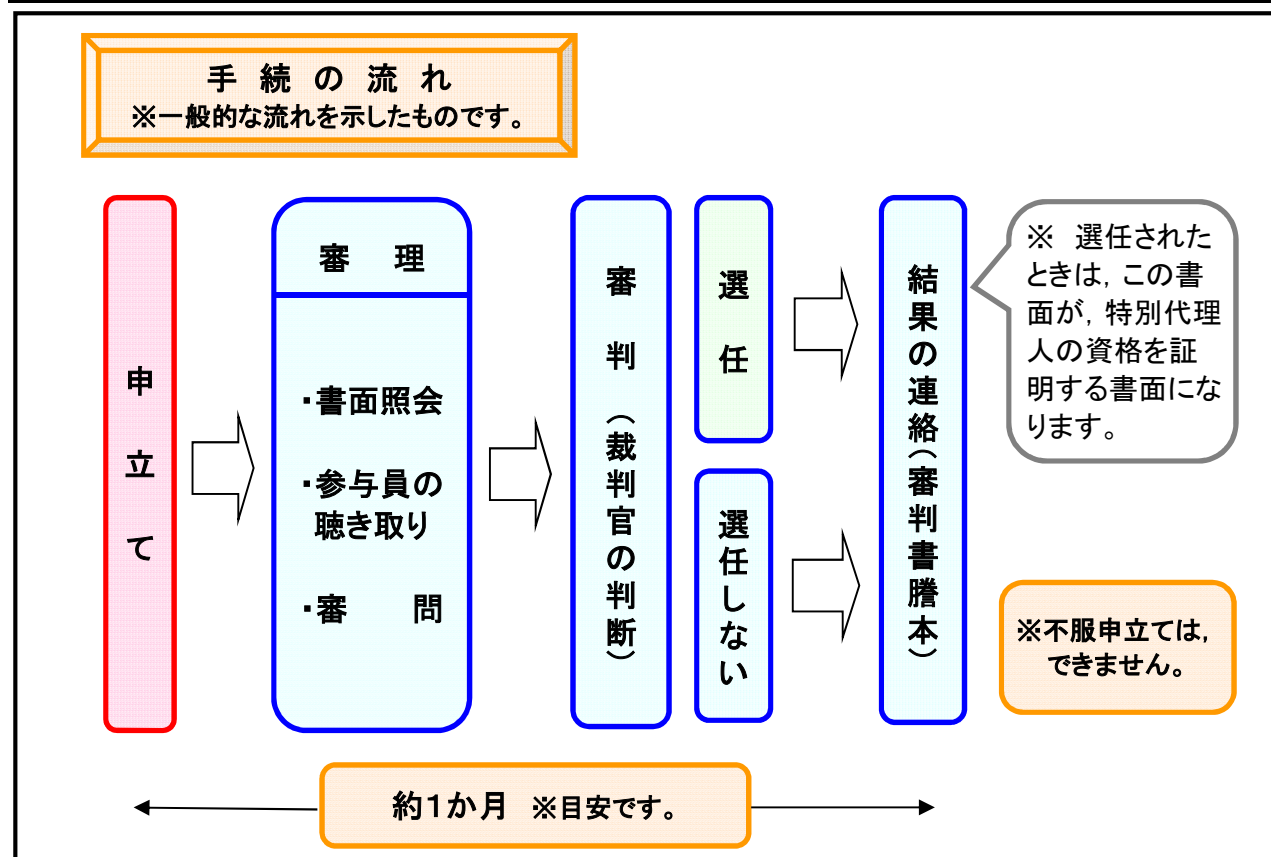 手続の流れ
※一般的な流れを示したものです。
申立て
審理
・書面照会
・参与員の
聴き取り
・審問
審判（裁判官の判断）
選任
選任しない
結果の連絡（審判書謄本）
※　選任された
ときは，この書
面が，特別代理
人の資格を証
明する書面にな
ります。
※不服申立ては，
できません。
約１か月　※目安です。